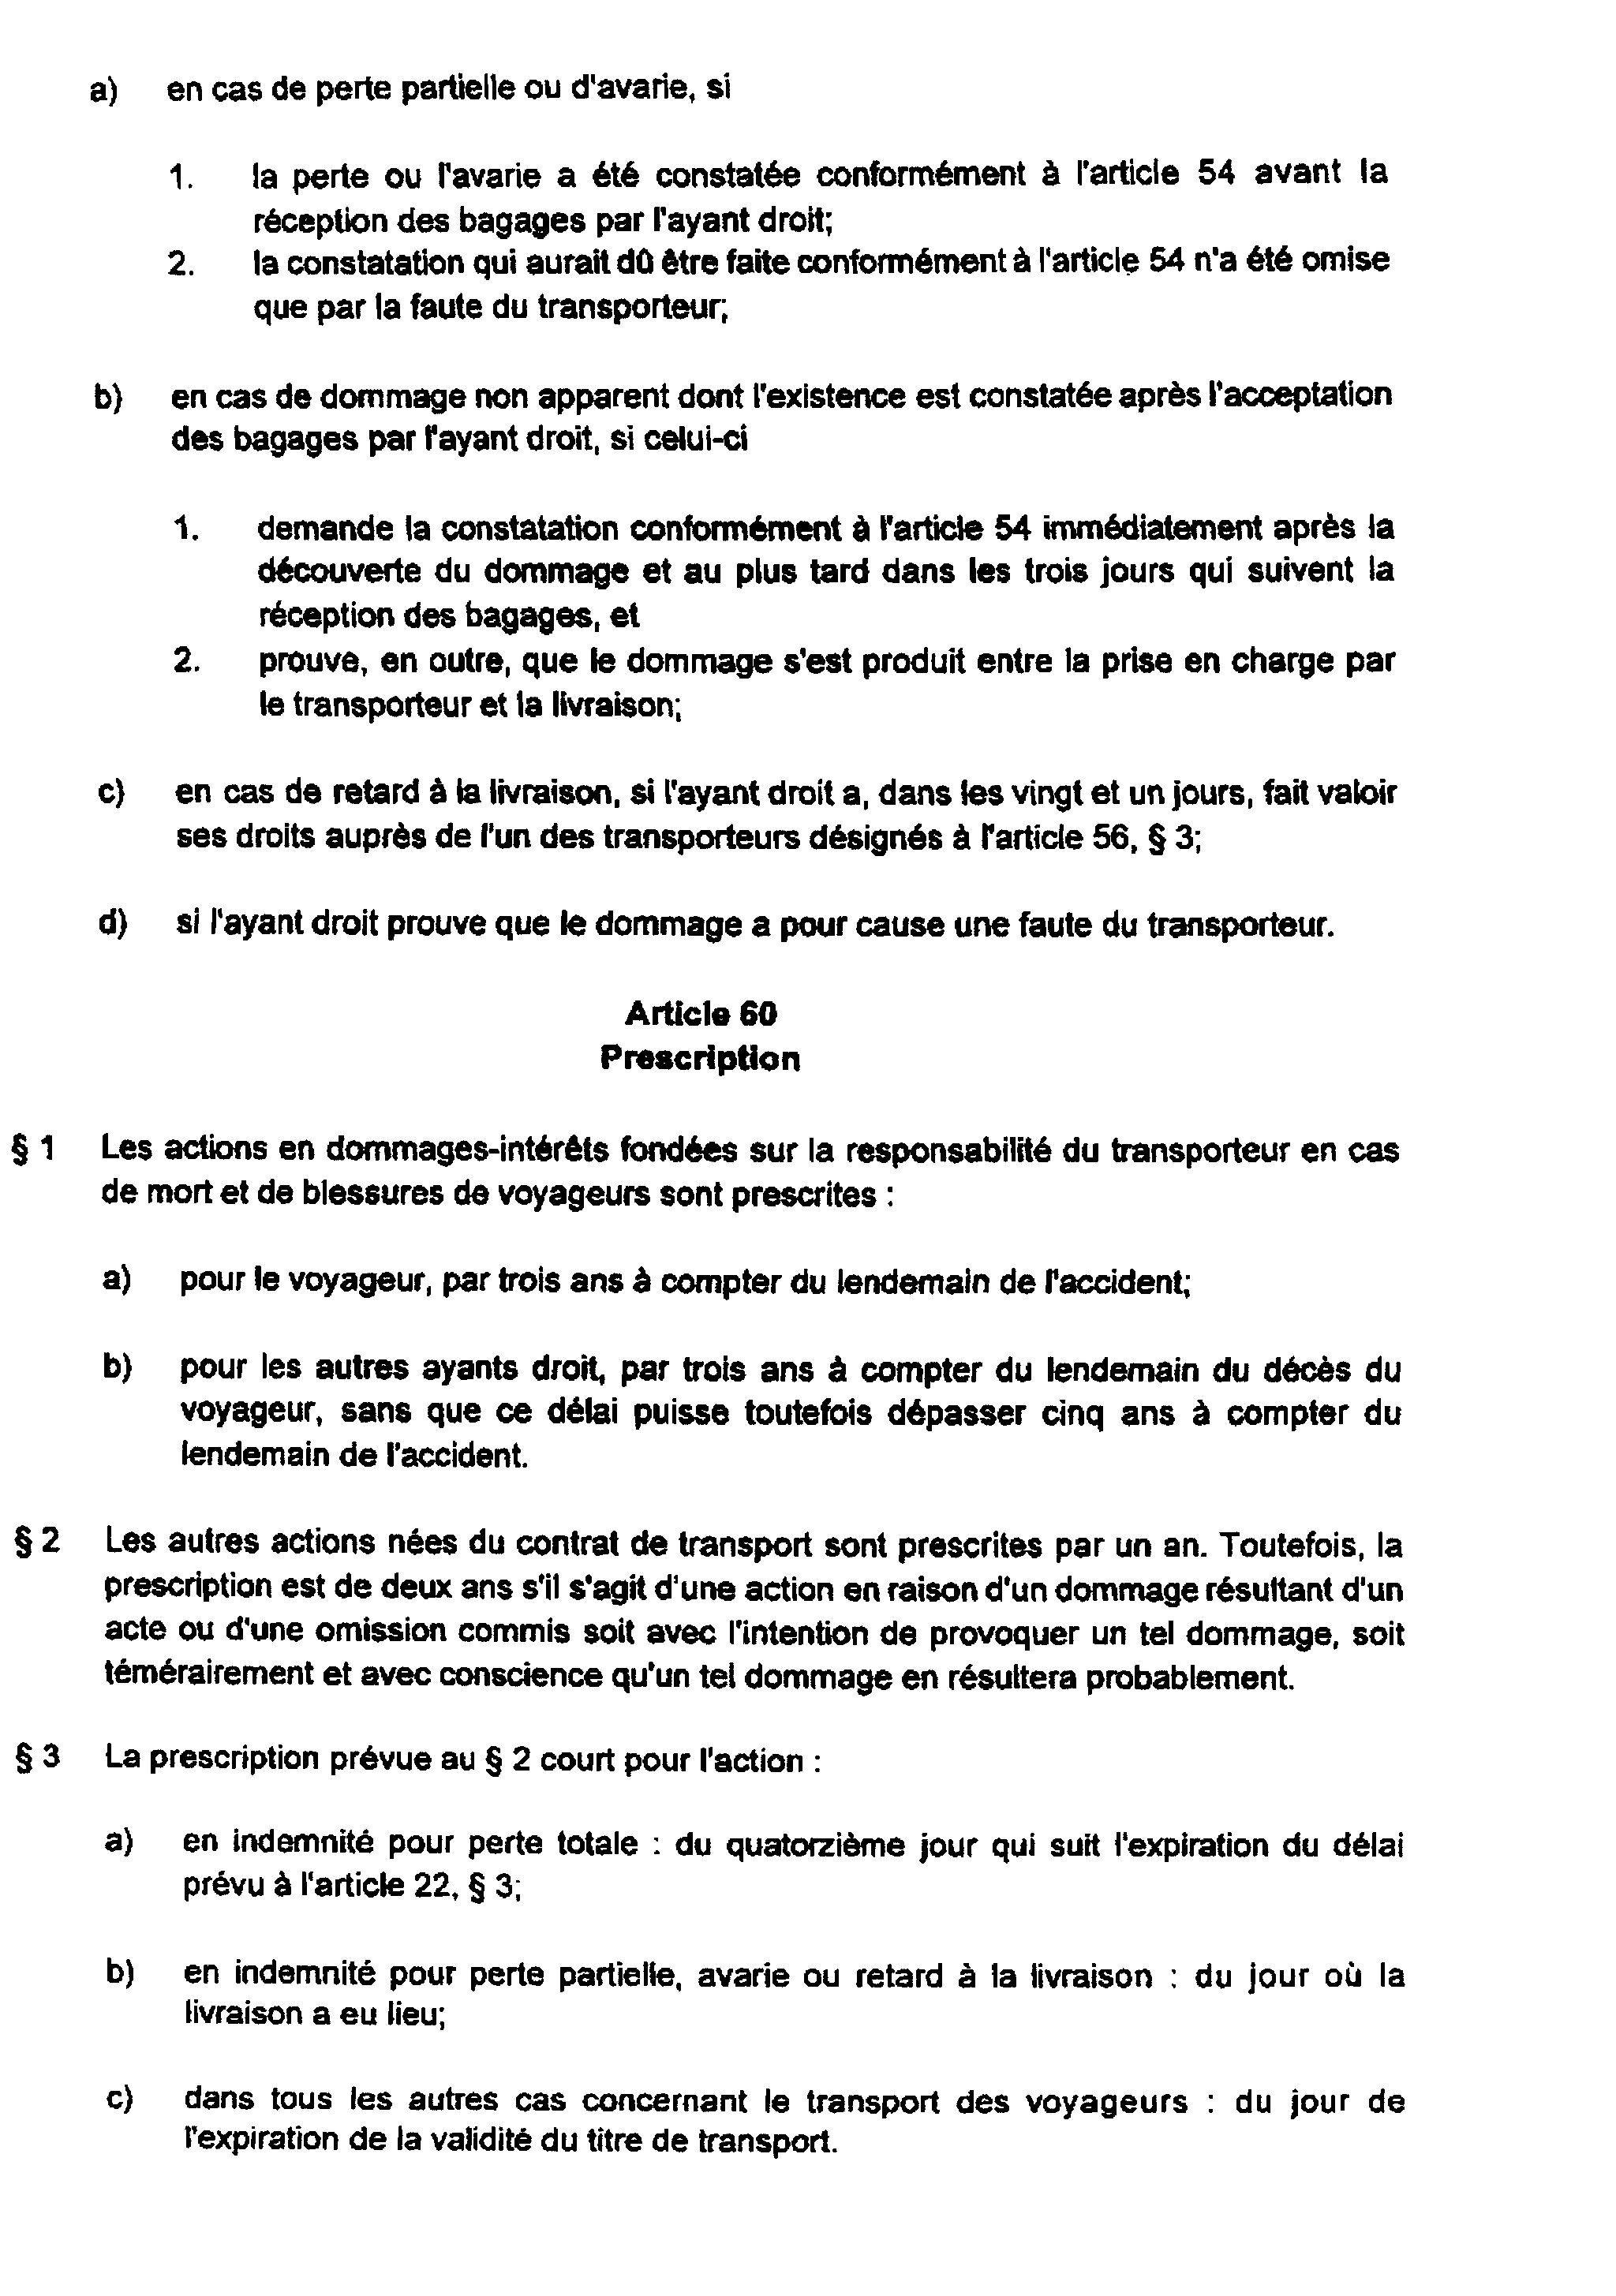 a) en cas de perte partielle ou d'avarie, si
1. la perte ou l'avarie a été constatée conformément à l'article 54 avant la
réception des bagages par l'ayant droit;
2. la constatation qui aurait dû être faite conformément à l'article 54 n'a été omise
que par la faute du transporteur;
b) en cas de dommage non apparent dont l'existence est constatée après l'acceptation
des bagages par l'ayant droit, si celui-ci
1. demande la constatation conformément à l'article 54 immédiatement après la
découverte du dommage et au plus tard dans les trois jours qui suivent la
réception des bagages, et
2. prouve, en outre, que le dommage s'est produit entre la prise en charge par
le transporteur et la livraison;
c) en cas de retard à la livraison, si l'ayant droit a, dans les vingt et un jours, fait valoir
ses droits auprès de l'un des transporteurs désignés à l'article 56, § 3;
d) si l'ayant droit prouve que le dommage a pour cause une faute du transporteur.
Article 60
Prescription
§ 1 Les actions en dommages-intérêts fondées sur la responsabilité du transporteur en cas
de mort et de blessures de voyageurs sont prescrites :
a) pour le voyageur, par trois ans à compter du lendemain de l'accident;
b) pour les autres ayants droit, par trois ans à compter du lendemain du décès du
voyageur, sans que ce délai puisse toutefois dépasser cinq ans à compter du
lendemain de l'accident.
§ 2 Les autres actions nées du contrat de transport sont prescrites par un an. Toutefois, la
prescription est de deux ans s'il s'agit d'une action en raison d'un dommage résultant d'un
acte ou d'une omission commis soit avec l'intention de provoquer un tel dommage, soit
témérairement et avec conscience qu'un tel dommage en résultera probablement.
§ 3 La prescription prévue au § 2 court pour l'action :
a) en indemnité pour perte totale : du quatorzième jour qui suit l'expiration du délai
prévu à l'article 22, § 3;
b) en indemnité pour perte partielle, avarie ou retard à la livraison : du jour où la
livraison a eu lieu;
c) dans tous les autres cas concernant le transport des voyageurs : du jour de
l'expiration de la validité du titre de transport.